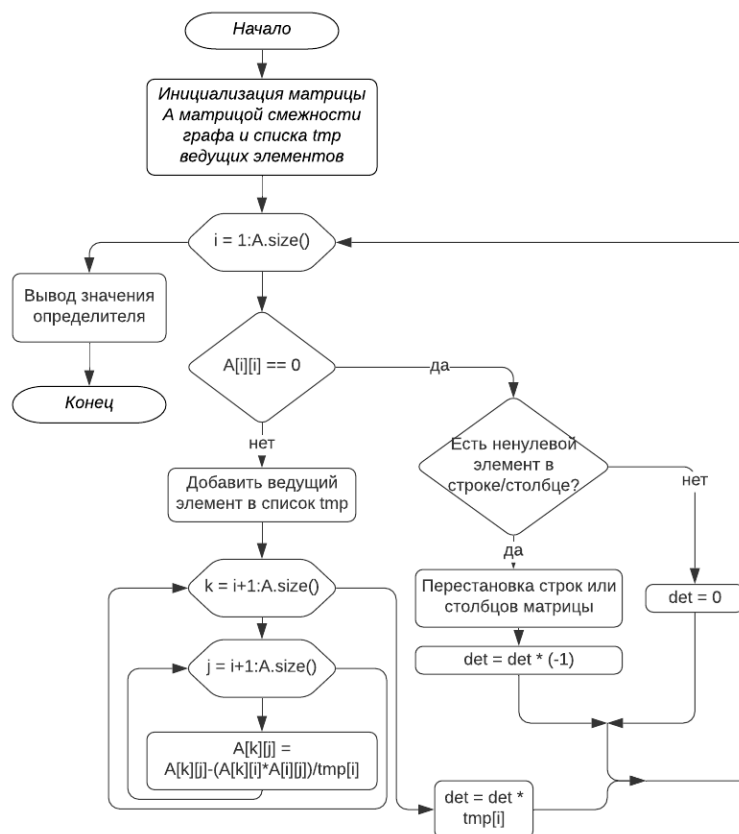 Начало
Инициализация матрицы
А матрицой смежности
графа и списка tmp
ведущих элементов
i = 1:A.size()
Вывод значения
определителя
Конец
A[i][i] == 0
да
нет
Есть ненулевой
элемент в
строке/столбце?
нет
да
Добавить ведущий
элемент в список tmp
k = i+1:A.size()
Перестановка строк или
столбцов матрицы
det = 0
j = i+1:A.size()
det = det * (-1)
A[k][j] =
A[k][j]-(A[k][i]*A[i][j])/tmp[i]
det = det *
tmp[i]